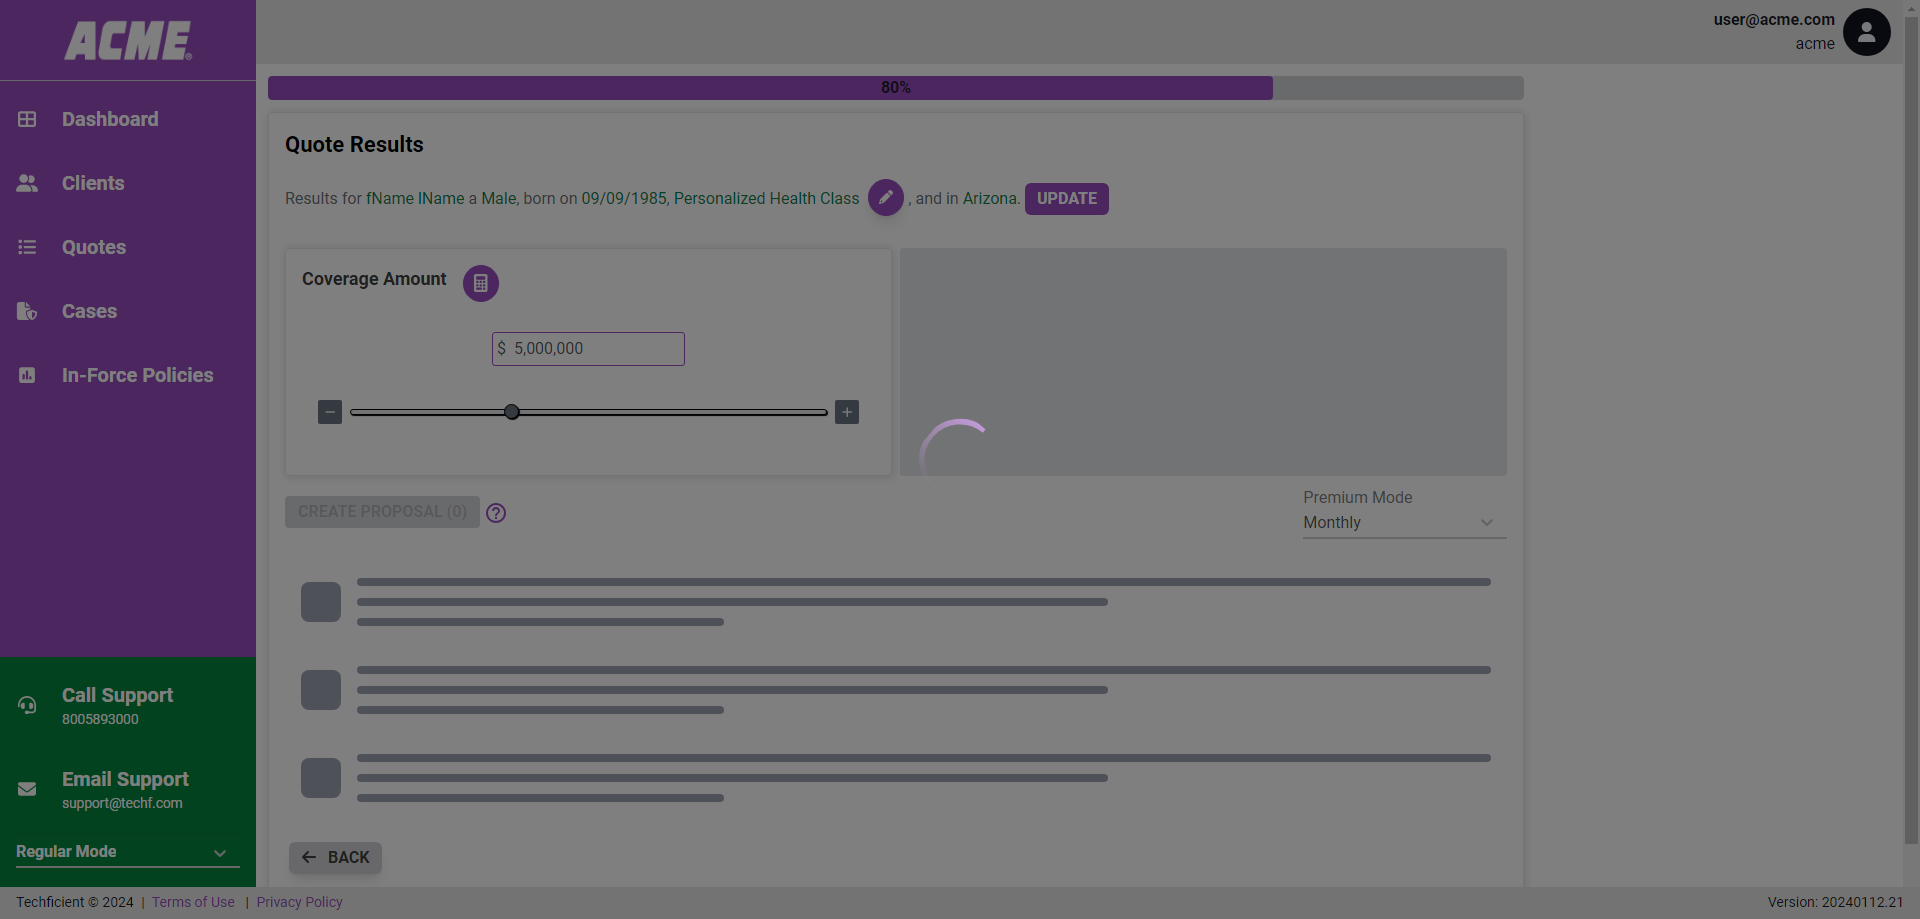 ACME®
user@acme.com
acme
Dashboard
Clients
Quotes
Cases
In-Force Policies
Call Support
8005893000
Email Support
support@techf.com
Regular Mode
80%
Quote Results
Results for fName lName a Male, born on 09/09/1985, Personalized Health Class , and in Arizona. UPDATE
Coverage Amount
$ 5,000,000
CREATE PROPOSAL (0)
Premium Mode
Monthly
BACK
Techficient © 2024 | Terms of Use | Privacy Policy
Version: 20240112.21